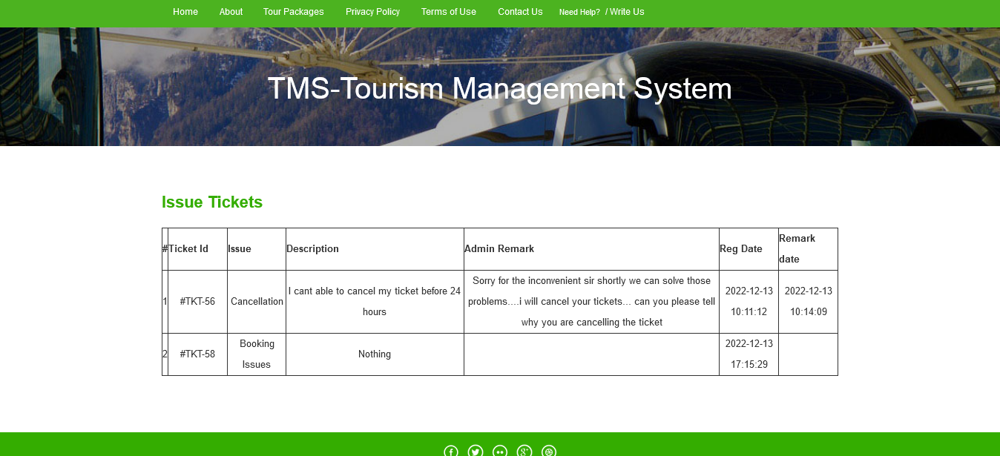 Home About Tour Packages Privacy Policy Terms of Use Contact Us Need Help? / Write Us
TMS-Tourism Management System
Issue Tickets
# Ticket Id Issue Description Admin Remark Reg Date Remark date
1 #TKT-56 Cancellation I cant able to cancel my ticket before 24
hours
Sorry for the inconvenient sir shortly we can solve those
problems....i will cancel your tickets... can you please tell
why you are cancelling the ticket
2022-12-13
10:11:12
2022-12-13
10:14:09
2 #TKT-58 Booking
Issues
Nothing
2022-12-13
17:15:29